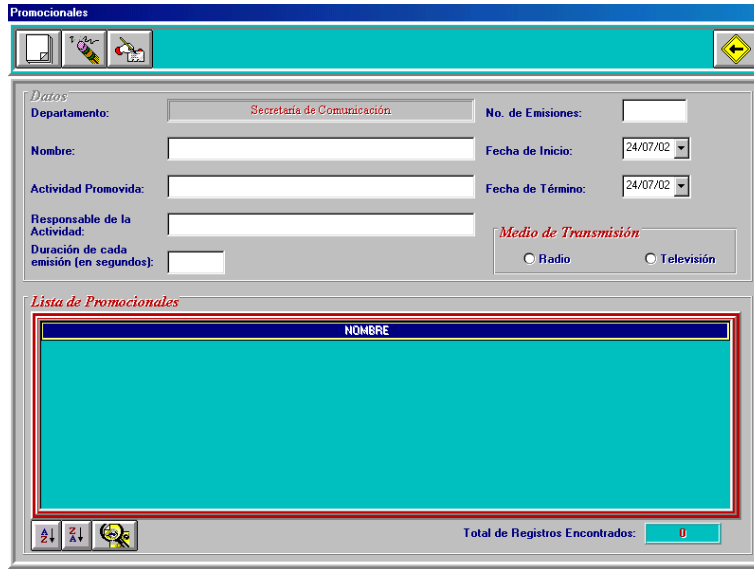 Promocionales
Datos
Departamento: Secretaría de Comunicación No. de Emisiones:
Nombre: Fecha de Inicio: 24/07/02
Actividad Promovida: Fecha de Término: 24/07/02
Responsable de la
Actividad:
Medio de Transmisión
Duración de cada
emisión (en segundos):
Radio Televisión
Lista de Promocionales
NOMBRE
A Z Z A Total de Registros Encontrados: 0